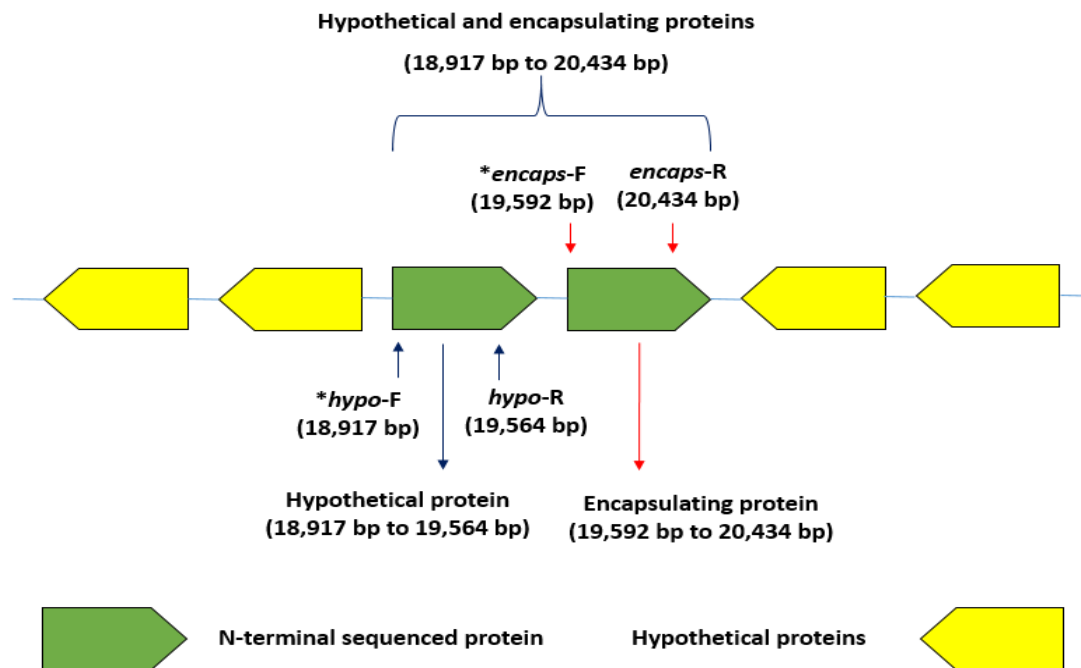 Hypothetical and encapsulating proteins
(18,917 bp to 20,434 bp)
*encaps-F
(19,592 bp)
encaps-R
(20,434 bp)
*hypo-F
(18,917 bp)
hypo-R
(19,564 bp)
Hypothetical protein
(18,917 bp to 19,564 bp)
Encapsulating protein
(19,592 bp to 20,434 bp)
N-terminal sequenced protein
Hypothetical proteins